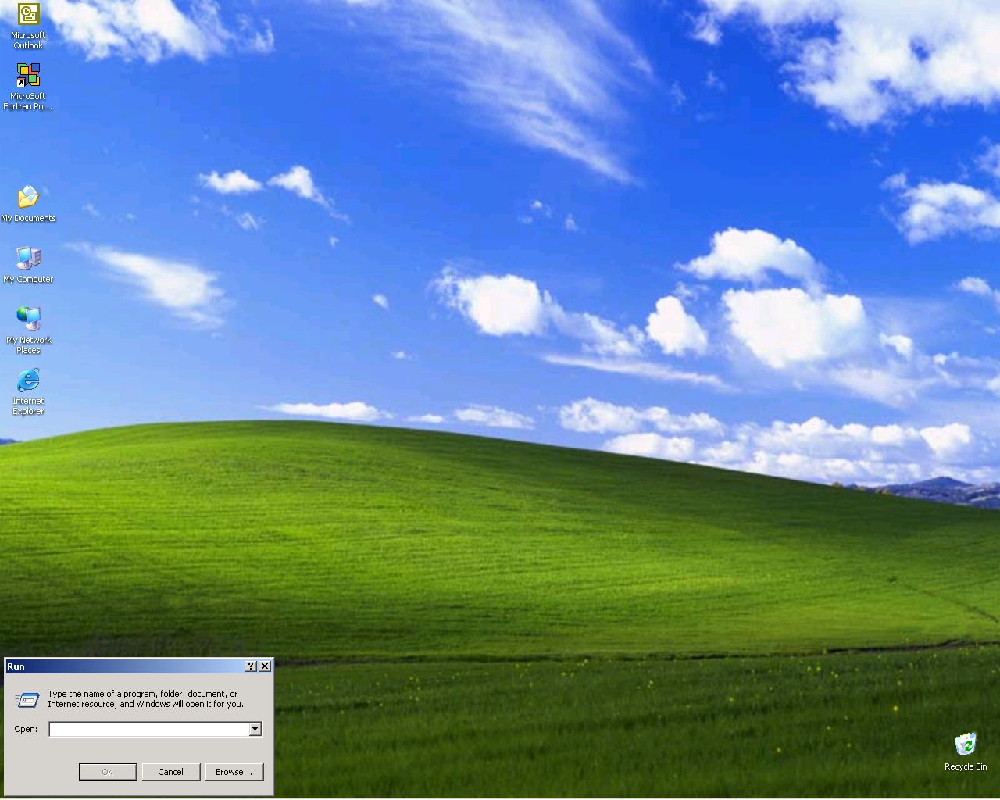 Microsoft
Outlook
MicroSoft
Fortran Po...
My Documents
My Computer
My Network
Places
Internet
Explorer
Run
Type the name of a program, folder, document, or
Internet resource, and Windows will open it for you.
Open:
OK
Cancel
Browse...
Recycle Bin